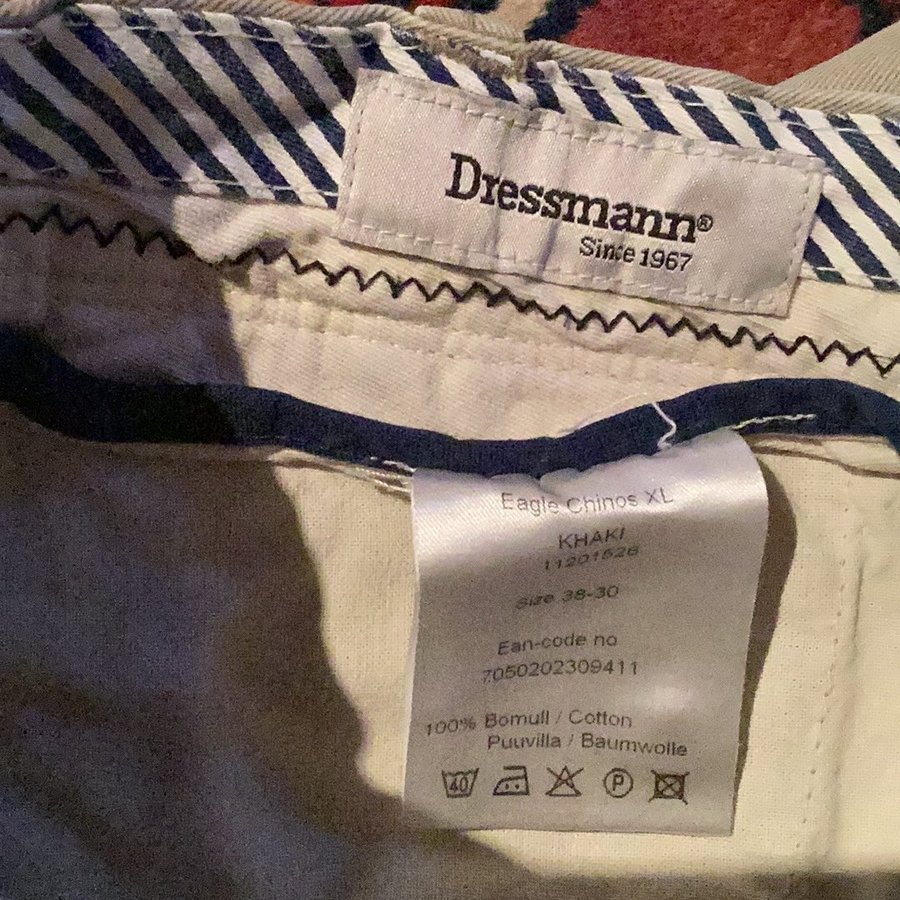 Dressmann®
Since 1967
Eagle Chinos XL
KHAKI
11201528
Size 38-30
Ean-code no
7050202309411
100% Bomull / Cotton
Puuvilla / Baumwolle
40 P